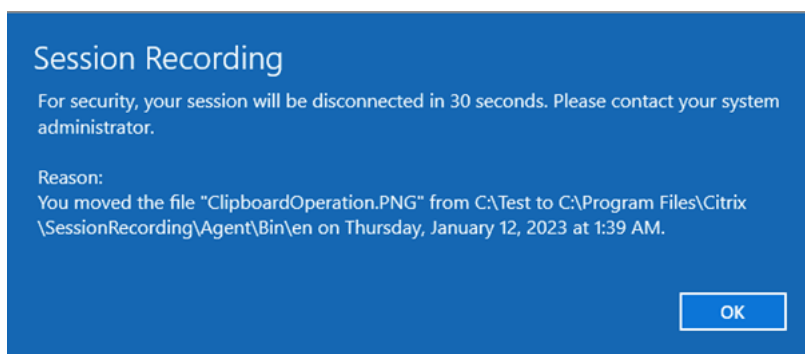 Session Recording
For security, your session will be disconnected in 30 seconds. Please contact your system
administrator.
Reason:
You moved the file "ClipboardOperation.PNG" from C:\Test to C:\Program Files\Citrix
\SessionRecording\Agent\Bin\en on Thursday, January 12, 2023 at 1:39 AM.
OK